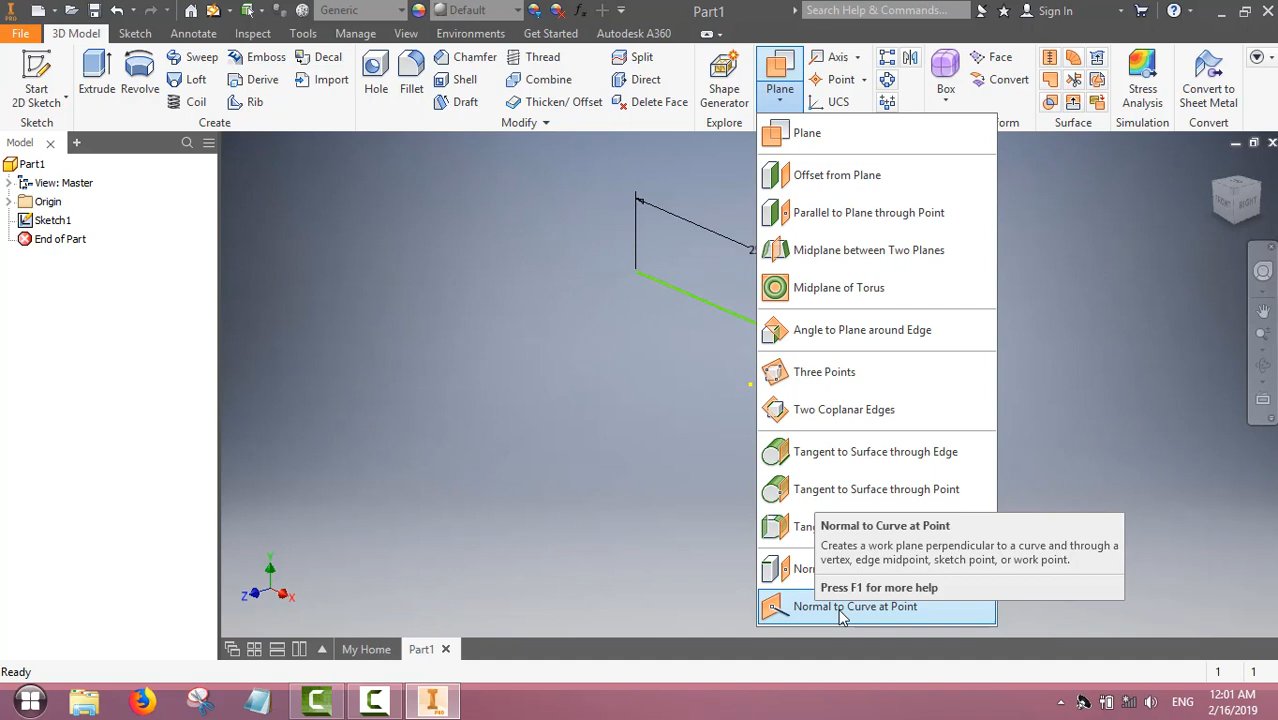 PRO
Generic
Default
Part1
Search Help & Commands...
Sign In
File
3D Model
Sketch
Annotate
Inspect
Tools
Manage
View
Environments
Get Started
Autodesk A360
Start
2D Sketch
Extrude
Revolve
Sweep
Loft
Coil
Emboss
Derive
Rib
Decal
Import
Hole
Fillet
Chamfer
Shell
Draft
Thread
Combine
Thicken/ Offset
Split
Direct
Delete Face
Shape
Generator
Plane
Axis
Point
UCS
Box
Face
Convert
Stress
Analysis
Convert to
Sheet Metal
Sketch
Create
Modify
Explore
Surface
Simulation
Convert
Model
Part1
View: Master
Origin
Sketch1
End of Part
Plane
Offset from Plane
Parallel to Plane through Point
Midplane between Two Planes
Midplane of Torus
Angle to Plane around Edge
Three Points
Two Coplanar Edges
Tangent to Surface through Edge
Tangent to Surface through Point
Normal to Curve at Point
Creates a work plane perpendicular to a curve and through a
vertex, edge midpoint, sketch point, or work point.
Press F1 for more help
Normal to Curve at Point
RIGHT
Y
Z
X
My Home
Part1
Ready
1
1
ENG
12:01 AM
2/16/2019